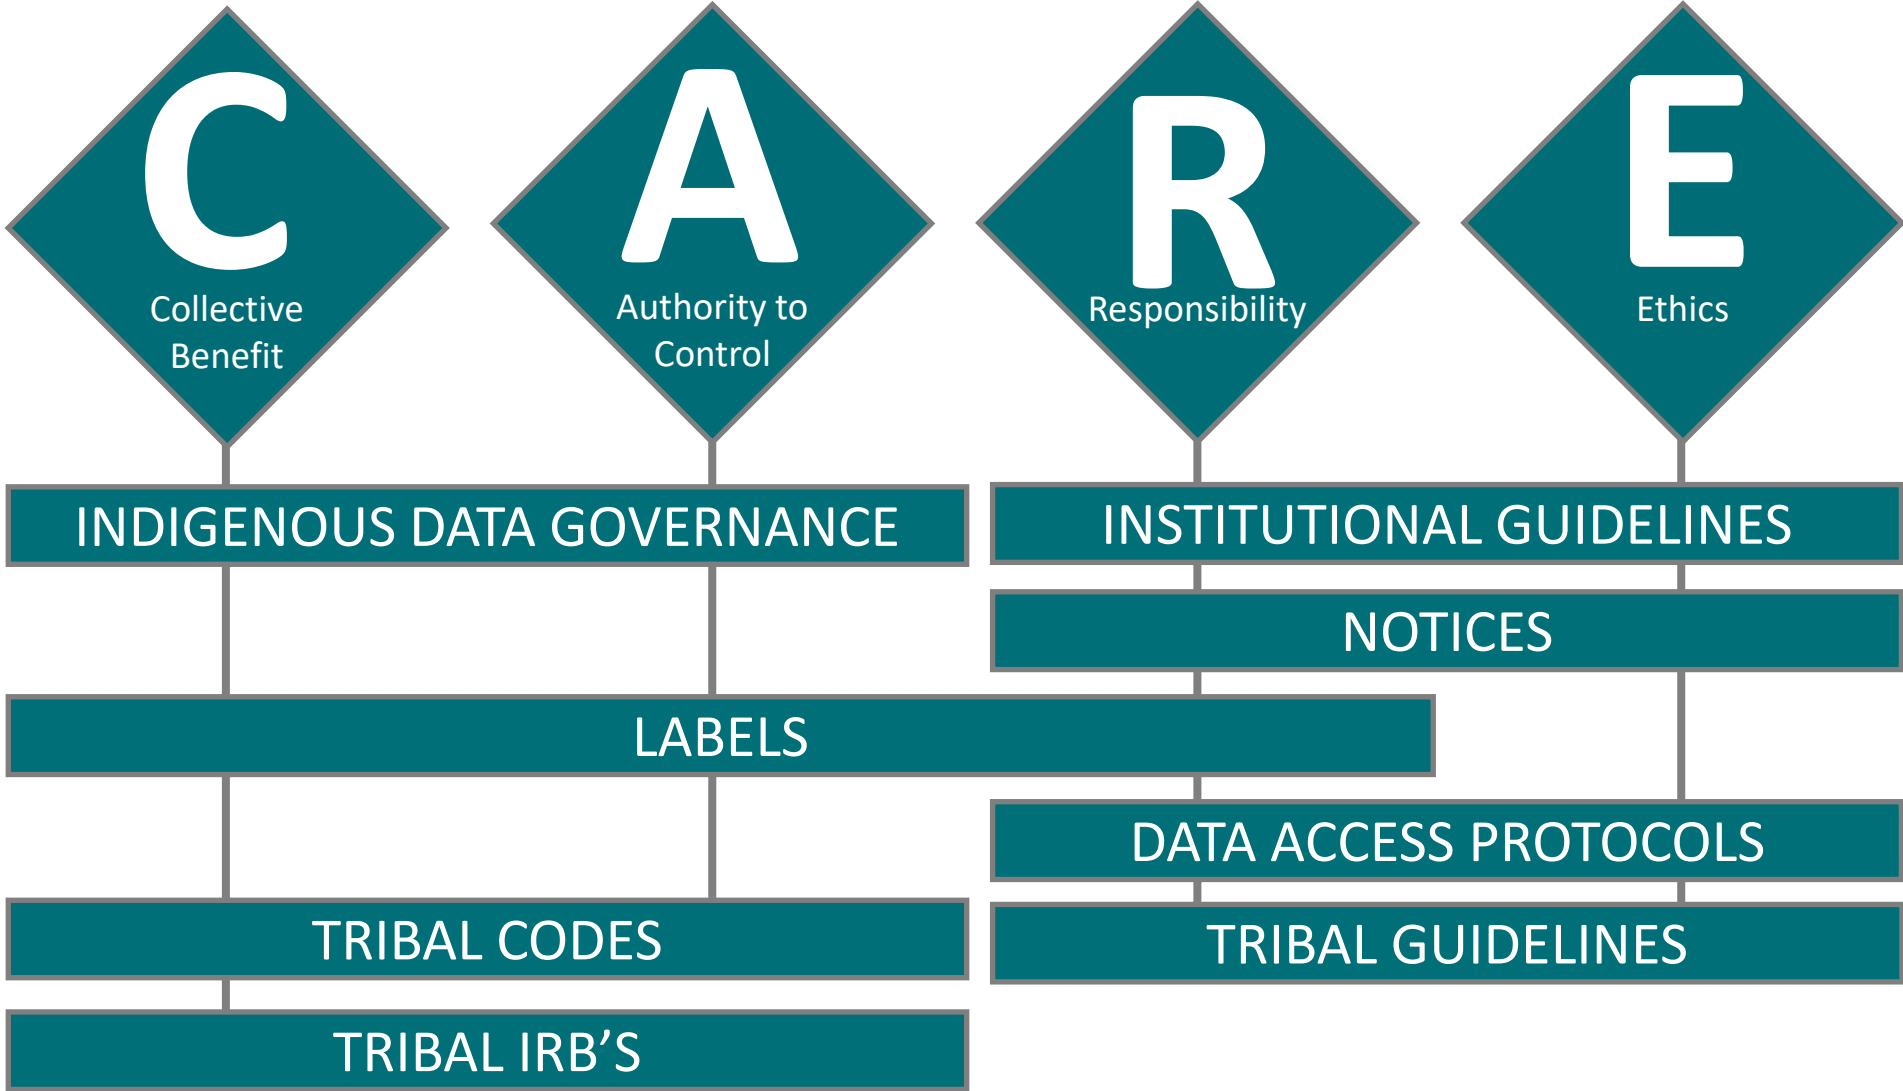 C
Collective
Benefit
A
Authority to
Control
R
Responsibility
E
Ethics
INDIGENOUS DATA GOVERNANCE
INSTITUTIONAL GUIDELINES
NOTICES
LABELS
DATA ACCESS PROTOCOLS
TRIBAL CODES
TRIBAL GUIDELINES
TRIBAL IRB’S